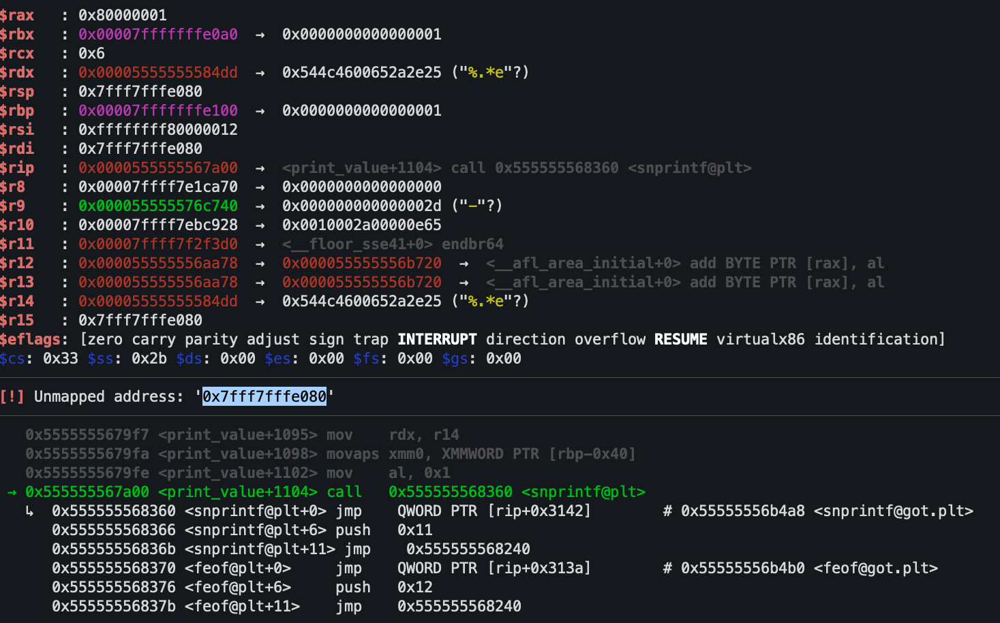 $rax   : 0x80000001
$rbx   : 0x00007fffffffe0a0  →  0x0000000000000001
$rcx   : 0x6
$rdx   : 0x00005555555584dd  →  0x544c4600652a2e25 ("%.*e"?)
$rsp   : 0x7fff7fffe080
$rbp   : 0x00007fffffffe100  →  0x0000000000000001
$rsi   : 0xffffffff80000012
$rdi   : 0x7fff7fffe080
$rip   : 0x0000555555567a00  →  <print_value+1104> call 0x555555568360 <snprintf@plt>
$r8    : 0x00007ffff7e1ca70  →  0x0000000000000000
$r9    : 0x000055555576c740  →  0x000000000000002d ("-"?)
$r10   : 0x00007ffff7ebc928  →  0x0010002a00000e65
$r11   : 0x00007ffff7f2f3d0  →  <__floor_sse41+0> endbr64
$r12   : 0x000055555556aa78  →  0x000055555556b720  →  <__afl_area_initial+0> add BYTE PTR [rax], al
$r13   : 0x000055555556aa78  →  0x000055555556b720  →  <__afl_area_initial+0> add BYTE PTR [rax], al
$r14   : 0x00005555555584dd  →  0x544c4600652a2e25 ("%.*e"?)
$r15   : 0x7fff7fffe080
$eflags: [zero carry parity adjust sign trap INTERRUPT direction overflow RESUME virtualx86 identification]
$cs: 0x33 $ss: 0x2b $ds: 0x00 $es: 0x00 $fs: 0x00 $gs: 0x00
[!] Unmapped address: '0x7fff7fffe080'
0x5555555679f7 <print_value+1095> mov    rdx, r14
0x5555555679fa <print_value+1098> movaps xmm0, XMMWORD PTR [rbp-0x40]
0x5555555679fe <print_value+1102> mov    al, 0x1
→ 0x555555567a00 <print_value+1104> call   0x555555568360 <snprintf@plt>
↳  0x555555568360 <snprintf@plt+0> jmp    QWORD PTR [rip+0x3142]        # 0x55555556b4a8 <snprintf@got.plt>
0x555555568366 <snprintf@plt+6> push   0x11
0x55555556836b <snprintf@plt+11> jmp    0x555555568240
0x555555568370 <feof@plt+0>     jmp    QWORD PTR [rip+0x313a]        # 0x55555556b4b0 <feof@got.plt>
0x555555568376 <feof@plt+6>     push   0x12
0x55555556837b <feof@plt+11>    jmp    0x555555568240